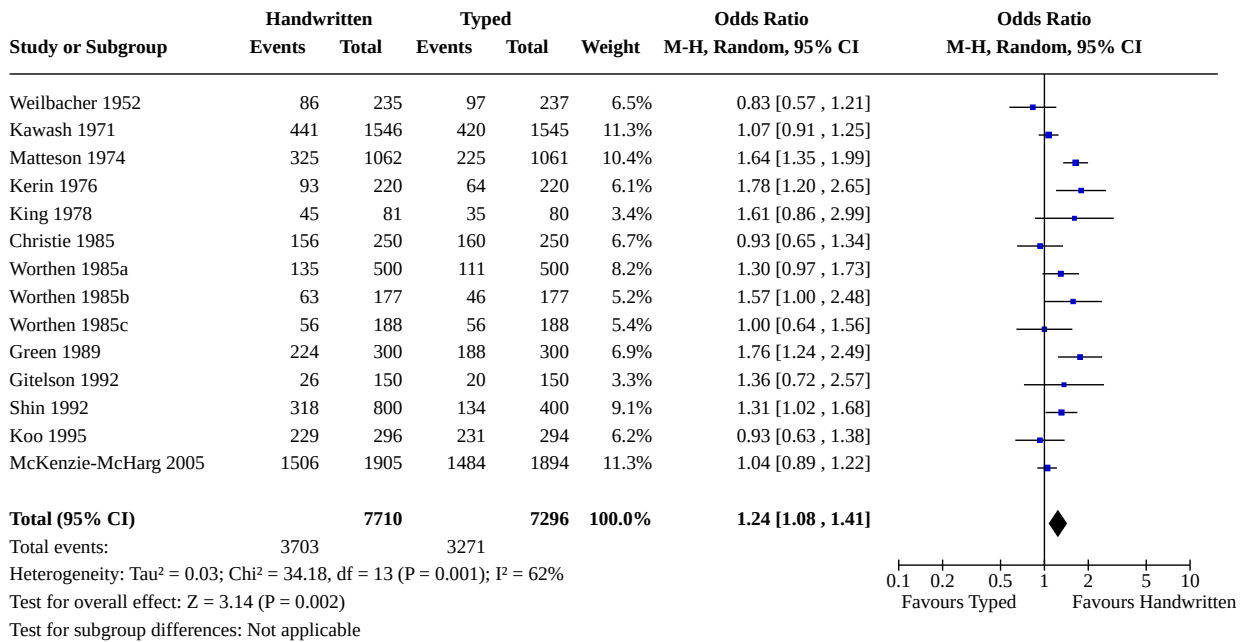 Handwritten Typed Odds Ratio Odds Ratio
Study or Subgroup Events Total Events Total Weight M-H, Random, 95% CI M-H, Random, 95% CI
Weilbacher 1952 86 235 97 237 6.5% 0.83 [0.57 , 1.21]
Kawash 1971 441 1546 420 1545 11.3% 1.07 [0.91 , 1.25]
Matteson 1974 325 1062 225 1061 10.4% 1.64 [1.35 , 1.99]
Kerin 1976 93 220 64 220 6.1% 1.78 [1.20 , 2.65]
King 1978 45 81 35 80 3.4% 1.61 [0.86 , 2.99]
Christie 1985 156 250 160 250 6.7% 0.93 [0.65 , 1.34]
Worthen 1985a 135 500 111 500 8.2% 1.30 [0.97 , 1.73]
Worthen 1985b 63 177 46 177 5.2% 1.57 [1.00 , 2.48]
Worthen 1985c 56 188 56 188 5.4% 1.00 [0.64 , 1.56]
Green 1989 224 300 188 300 6.9% 1.76 [1.24 , 2.49]
Gitelson 1992 26 150 20 150 3.3% 1.36 [0.72 , 2.57]
Shin 1992 318 800 134 400 9.1% 1.31 [1.02 , 1.68]
Koo 1995 229 296 231 294 6.2% 0.93 [0.63 , 1.38]
McKenzie-McHarg 2005 1506 1905 1484 1894 11.3% 1.04 [0.89 , 1.22]
Total (95% CI) 7710 7296 100.0% 1.24 [1.08 , 1.41]
Total events: 3703 3271
Heterogeneity: Tau² = 0.03; Chi² = 34.18, df = 13 (P = 0.001); I² = 62%
0.1 0.2 0.5 1 2 5 10
Test for overall effect: Z = 3.14 (P = 0.002)
Favours Typed Favours Handwritten
Test for subgroup differences: Not applicable